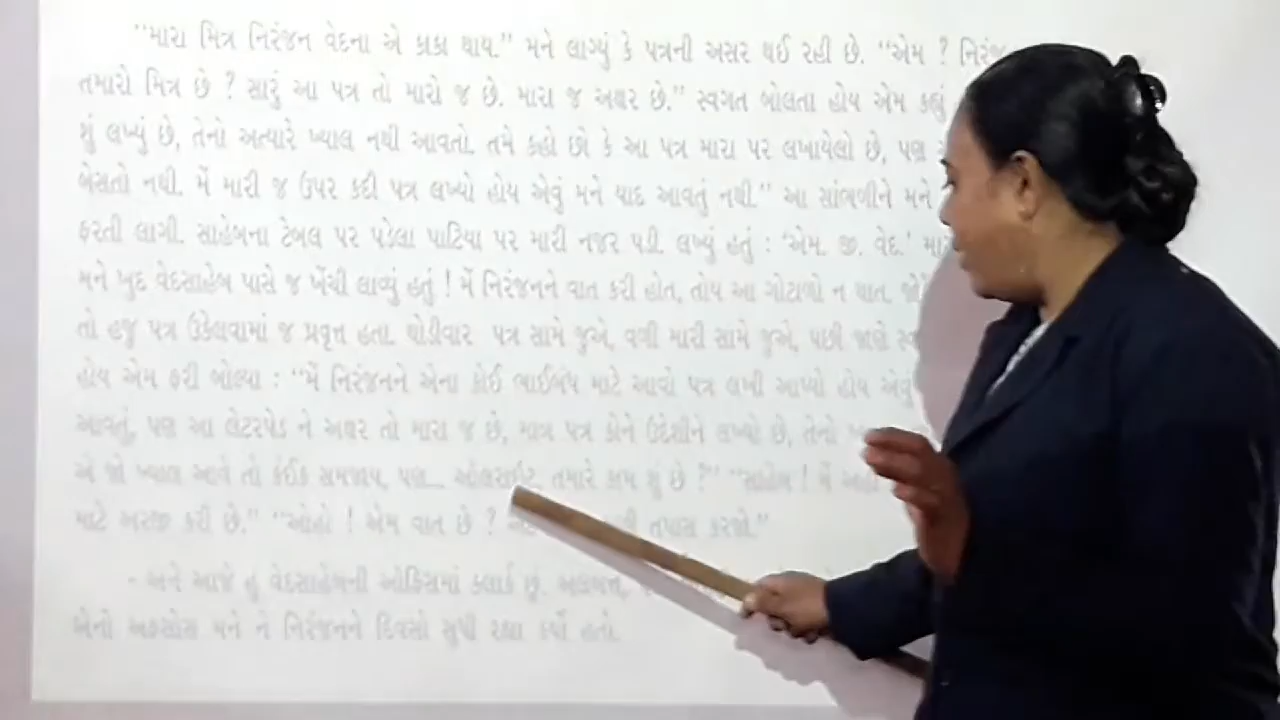 “મારા મિત્ર નિરંજન વેદના એ કાકા થાય.” મને લાગ્યું કે પત્રની અસર થઈ રહી છે. “એમ ? નિરંજ
તમારો મિત્ર છે ? સારું આ પત્ર તો મારો જ છે. મારા જ અક્ષર છે.” સ્વગત બોલતા હોય એમ કહ્યું
શું લખ્યું છે, તેનો અત્યારે ખ્યાલ નથી આવતો. તમે કહો છો કે આ પત્ર મારા પર લખાયેલો છે, પણ
બેસતો નથી. મેં મારી જ ઉપર કદી પત્ર લખ્યો હોય એવું મને યાદ આવતું નથી.” આ સાંભળીને મને
ફરતી લાગી. સાહેબના ટેબલ પર પડેલા પાટિયા પર મારી નજર પડી. લખ્યું હતું : ‘એમ. જી. વેદ.’
મને ખુદ વેદસાહેબ પાસે જ ખેંચી લાવ્યું હતું ! મેં નિરંજનને વાત કરી હોત, તોય આ ગોટાળો ન થાત.
તો હજુ પત્ર ઉકેલવામાં જ પ્રવૃત્ત હતા. થોડીવાર પત્ર સામે જુએ, વળી મારી સામે જુએ, પછી જાણે
હોય એમ ફરી બોલ્યા : “મેં નિરંજનને એના કોઈ ભાઈબંધ માટે આવો પત્ર લખી આપ્યો હોય એવું
આવતું, પણ આ લેટરપેડ ને અક્ષર તો મારા જ છે, માત્ર પત્ર કોને ઉદેશીને લખ્યો છે, તેનો
એ જો ખ્યાલ આવે તો કંઈક સમજાય, પણ... ઓલરાઈટ, તમારે કામ શું છે ?” “સાહેબ ! મેં
માટે અરજી કરી છે.” “ઓહો ! એમ વાત છે ? તપાસ કરજો.”
- અને આજે હું વેદસાહેબની ઓફિસમાં ક્લાર્ક છું. અલબત્ત,
એનો અફસોસ મને ને નિરંજનને દિવસો સુધી રહ્યા કર્યો હતો.